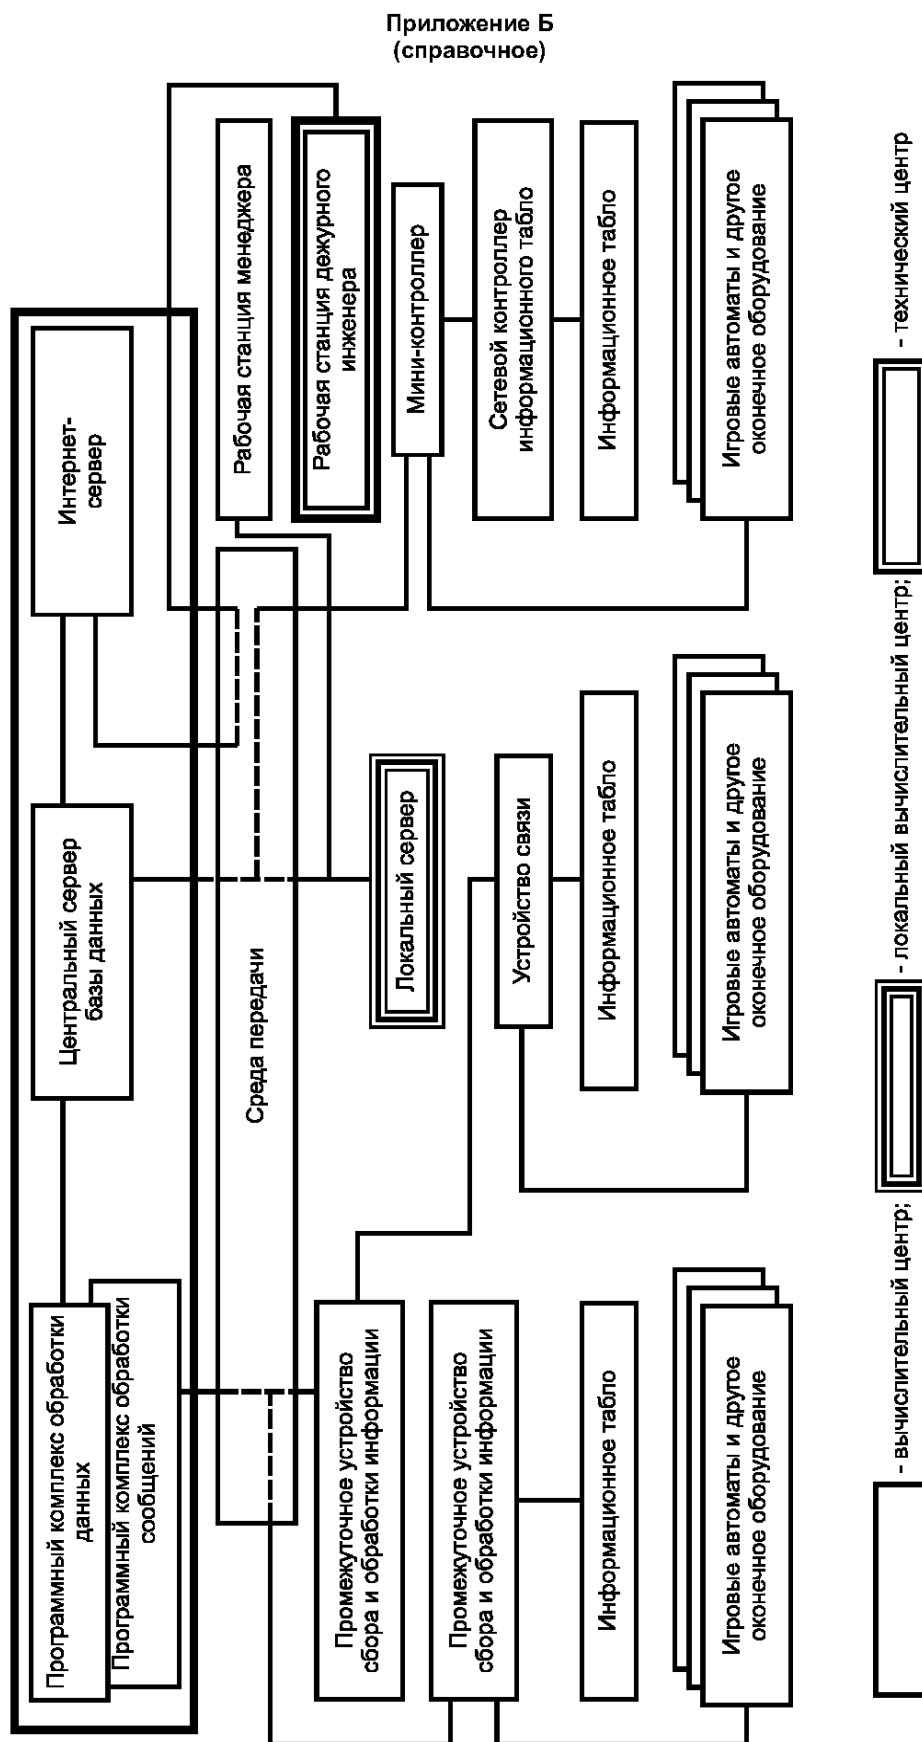 Приложение Б
(справочное)
Программный комплекс обработки
данных
Программный комплекс обработки
сообщений
Центральный сервер
базы данных
Интернет-
сервер
Среда передачи
Рабочая станция менеджера
Рабочая станция дежурного
инженера
Промежуточное устройство
сбора и обработки информации
Локальный сервер
Мини-контроллер
Промежуточное устройство
сбора и обработки информации
Устройство связи
Сетевой контроллер
информационного табло
Информационное табло
Информационное табло
Информационное табло
Игровые автоматы и другое
оконечное оборудование
Игровые автоматы и другое
оконечное оборудование
Игровые автоматы и другое
оконечное оборудование
- вычислительный центр;
- локальный вычислительный центр;
- технический центр